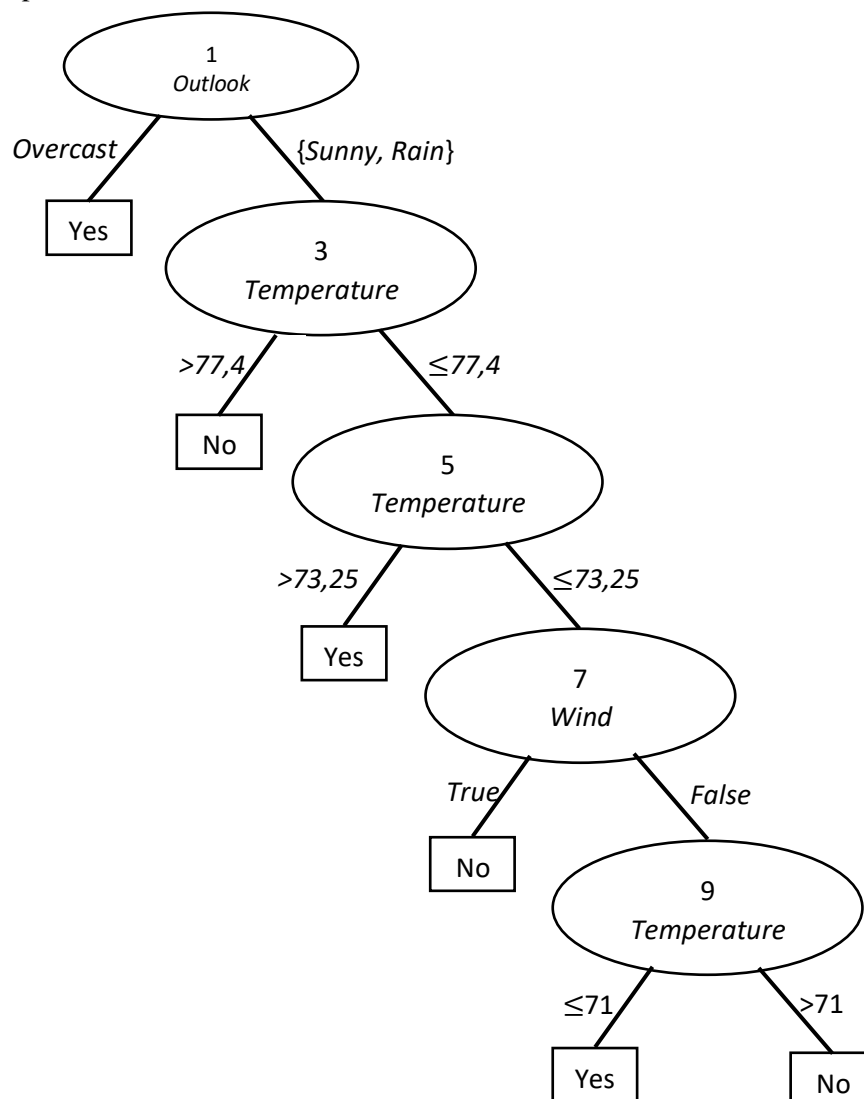 1
Outlook
Overcast
{Sunny, Rain}
Yes
3
Temperature
>77,4
≤77,4
No
5
Temperature
>73,25
≤73,25
Yes
7
Wind
True
False
No
9
Temperature
≤71
>71
Yes
No